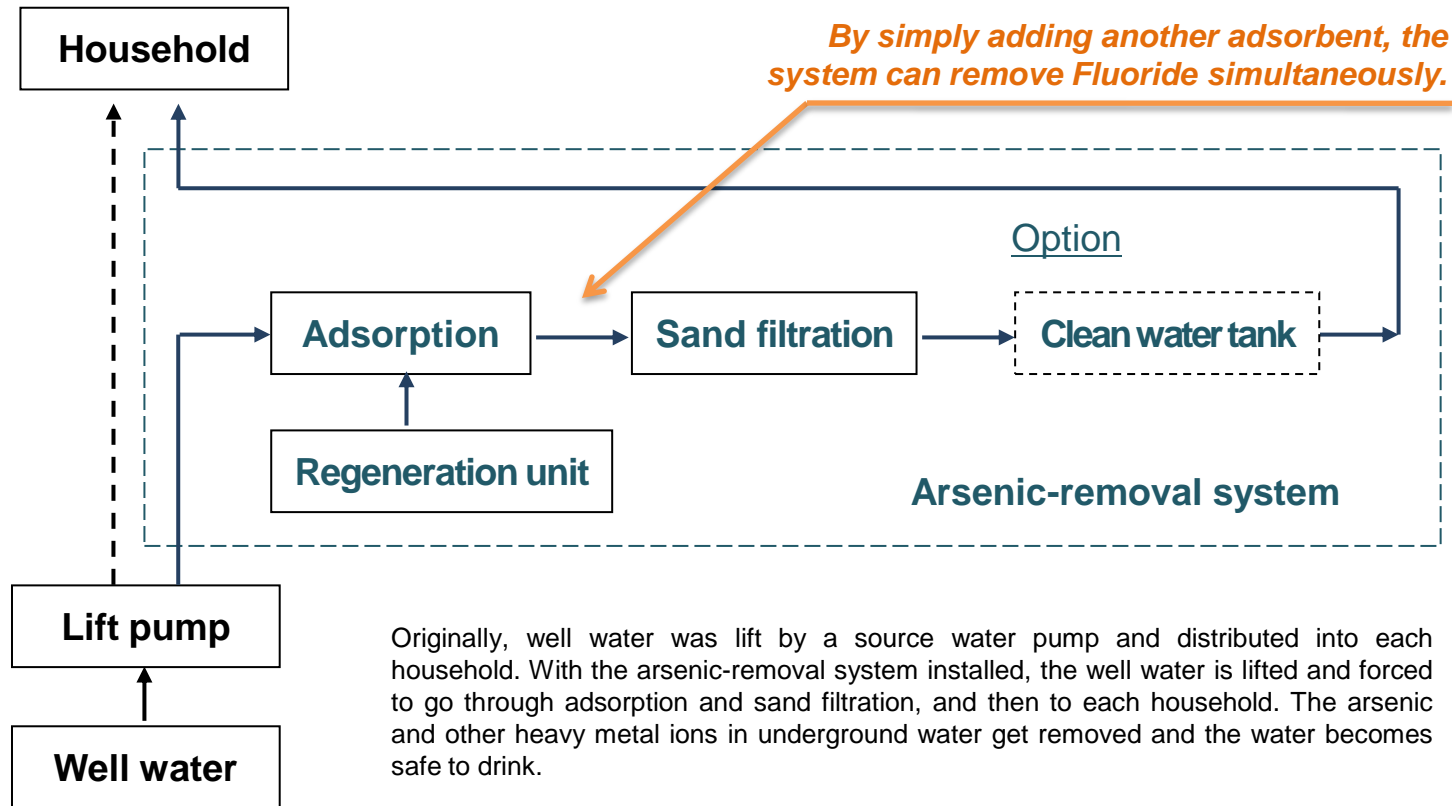 Household
By simply adding another adsorbent, the
system can remove Fluoride simultaneously.
Option
Adsorption
Sand filtration
Clean water tank
Regeneration unit
Arsenic-removal system
Lift pump
Well water
Originally, well water was lift by a source water pump and distributed into each
household. With the arsenic-removal system installed, the well water is lifted and forced
to go through adsorption and sand filtration, and then to each household. The arsenic
and other heavy metal ions in underground water get removed and the water becomes
safe to drink.